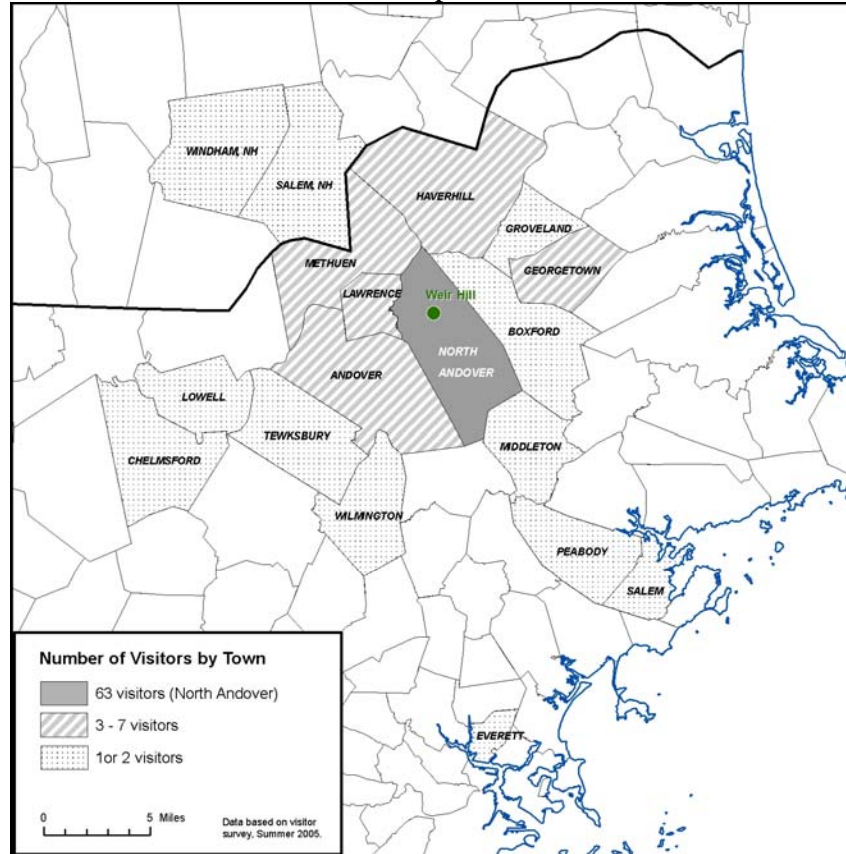 WINDHAM, NH
SALEM, NH
HAVERHILL
GROVELAND
METHUEN
GEORGETOWN
LAWRENCE
Weir Hill
BOXFORD
NORTH
ANDOVER
ANDOVER
LOWELL
TEWKSBURY
MIDDLETON
CHELMSFORD
WILMINGTON
PEABODY
SALEM
EVERETT
Number of Visitors by Town
63 visitors (North Andover)
3 - 7 visitors
1or 2 visitors
0 5 Miles
Data based on visitor
survey, Summer 2005.